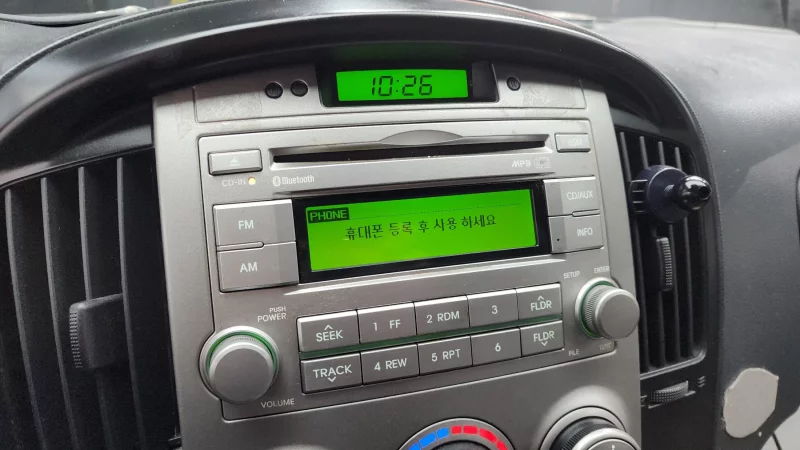 10:26
MP3
SCAN
CD-IN
Bluetooth
FM
AM
PHONE
휴대폰 등록 후 사용 하세요
CD/AUX
INFO
SETUP
ENTER
PUSH
POWER
VOLUME
SEEK
1 FF
2 RDM
3
FLDR
TRACK
4 REW
5 RPT
6
FLDR
FILE
TUNE